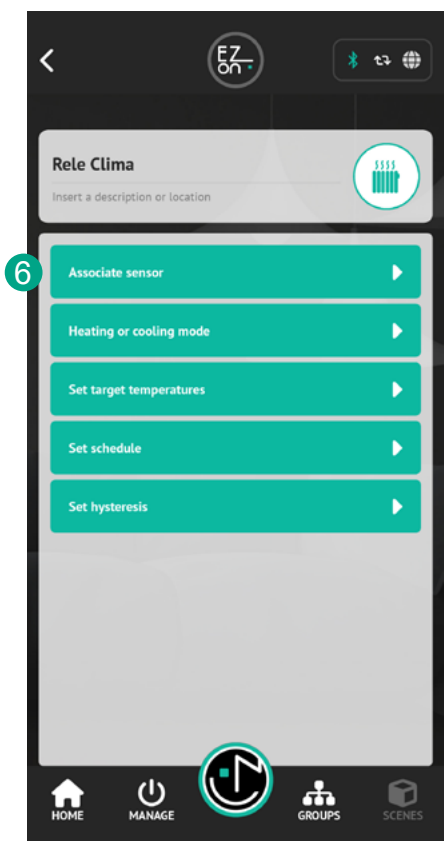 EZ
on
Rele Clima
Insert a description or location
6
Associate sensor
Heating or cooling mode
Set target temperatures
Set schedule
Set hysteresis
HOME
MANAGE
GROUPS
SCENES